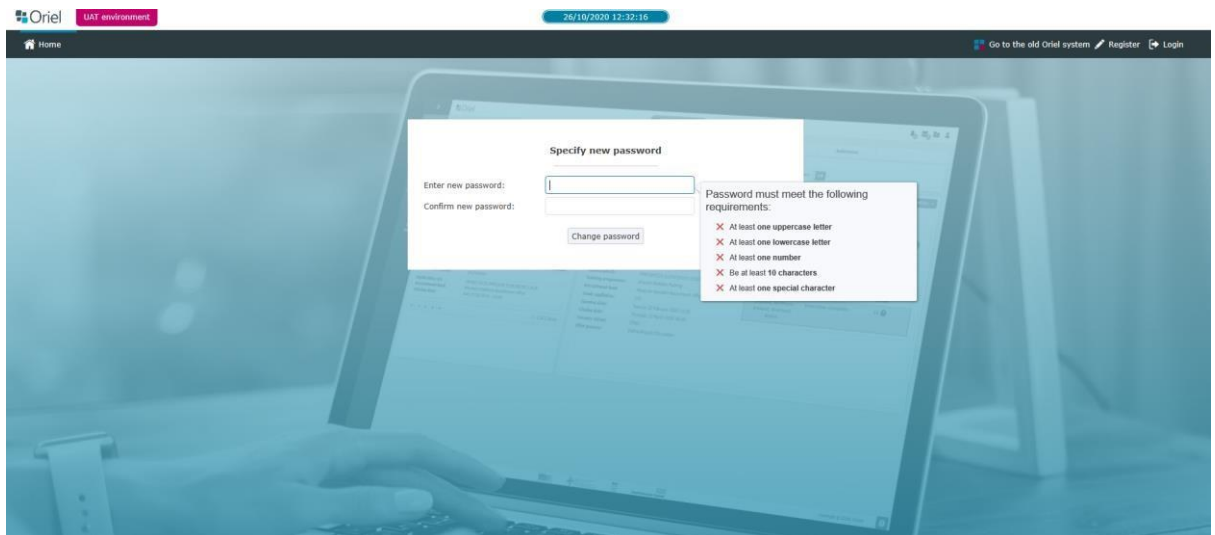 Oriel
UAT environment
26/10/2020 12:32:16
Home
Go to the old Oriel system
Register
Login
Specify new password
Enter new password:
Confirm new password:
Change password
Password must meet the following
requirements:
At least one uppercase letter
At least one lowercase letter
At least one number
Be at least 10 characters
At least one special character